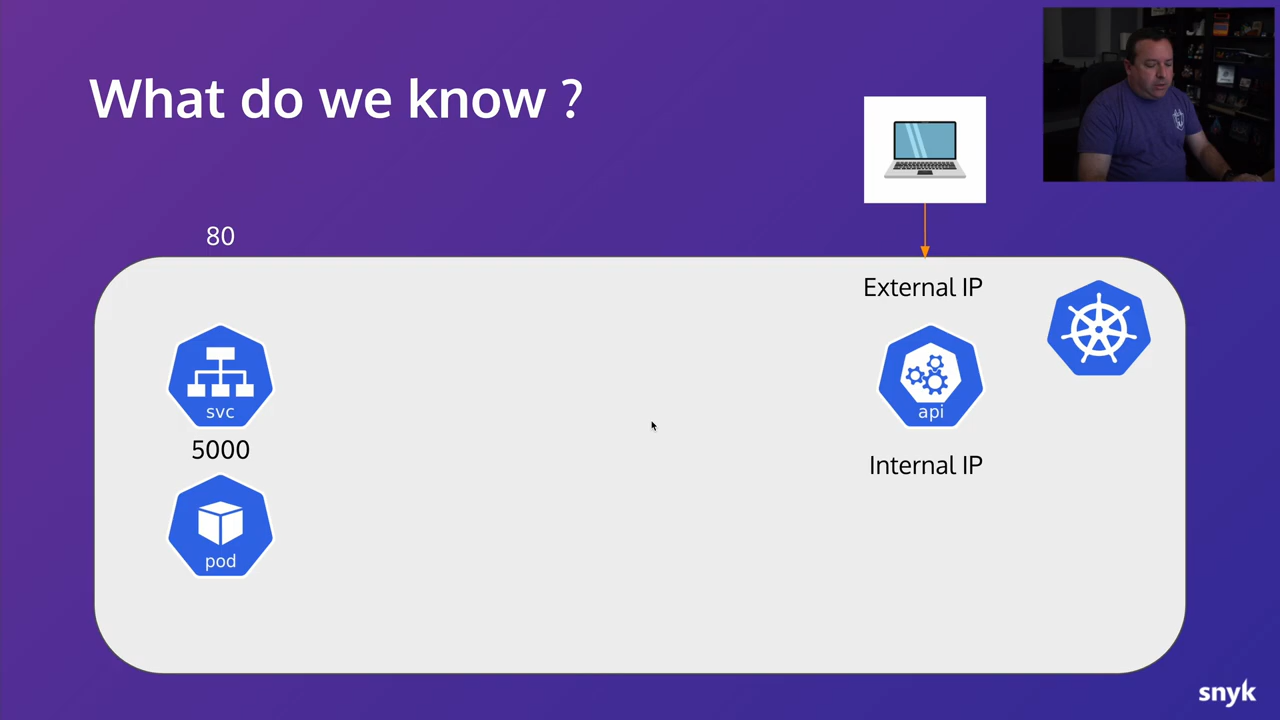 What do we know ?
80
External IP
svc
api
5000
Internal IP
pod
snyk